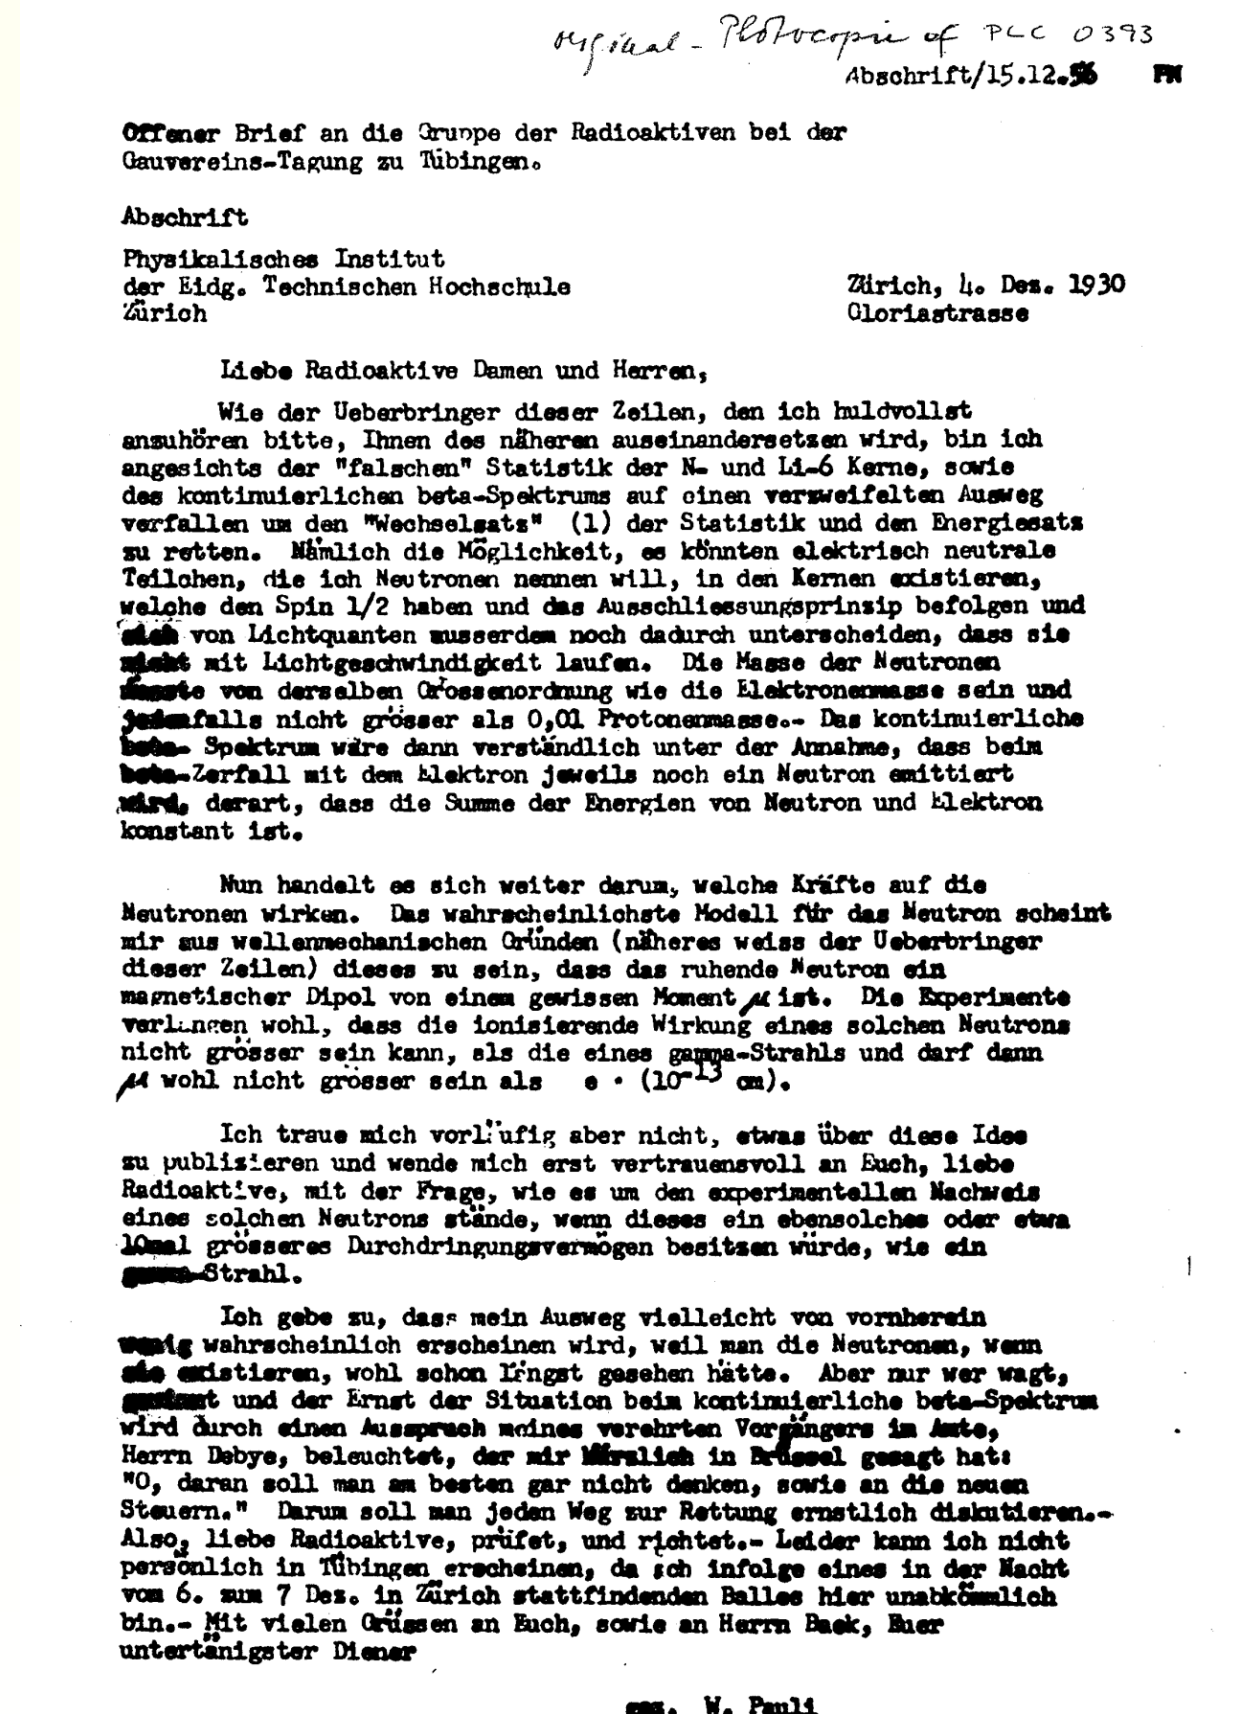 original - Photocopie of PLC 0393
Abschrift/15.12.56 PM
Offener Brief an die Gruppe der Radioaktiven bei der
Gauvereins-Tagung zu Tübingen.
Abschrift
Physikalisches Institut
der Eidg. Technischen Hochschule
Zürich
Zürich, 4. Dez. 1930
Gloriastrasse
Liebe Radioaktive Damen und Herren,
Wie der Ueberbringer dieser Zeilen, den ich huldvollst
anzuhören bitte, Ihnen des näheren auseinandersetzen wird, bin ich
angesichts der "falschen" Statistik der N- und Li-6 Kerne, sowie
des kontinuierlichen beta-Spektrums auf einen verzweifelten Ausweg
verfallen um den "Wechselsatz" (1) der Statistik und den Energiesatz
zu retten. Nämlich die Möglichkeit, es könnten elektrisch neutrale
Teilchen, die ich Neutronen nennen will, in den Kernen existieren,
welche den Spin 1/2 haben und das Ausschliessungsprinzip befolgen und
sich von Lichtquanten ausserdem noch dadurch unterscheiden, dass sie
nicht mit Lichtgeschwindigkeit laufen. Die Masse der Neutronen
müsste von derselben Grossenordnung wie die Elektronenmasse sein und
jedenfalls nicht grösser als 0,01 Protonenmasse.- Das kontinuierliche
beta- Spektrum wäre dann verständlich unter der Annahme, dass beim
beta-Zerfall mit dem Elektron jeweils noch ein Neutron emittiert
wird, derart, dass die Summe der Energien von Neutron und Elektron
konstant ist.
Nun handelt es sich weiter darum, welche Kräfte auf die
Neutronen wirken. Das wahrscheinlichste Modell für das Neutron scheint
mir aus wellenmechanischen Gründen (näheres weiss der Ueberbringer
dieser Zeilen) dieses zu sein, dass das ruhende Neutron ein
magnetischer Dipol von einem gewissen Moment μ ist. Die Experimente
verlangen wohl, dass die ionisierende Wirkung eines solchen Neutrons
nicht grösser sein kann, als die eines gamma-Strahls und darf dann
μ wohl nicht grösser sein als e · (10⁻¹³ cm).
Ich traue mich vorläufig aber nicht, etwas über diese Idee
zu publizieren und wende mich erst vertrauensvoll an Euch, liebe
Radioaktive, mit der Frage, wie es um den experimentellen Nachweis
eines solchen Neutrons stände, wenn dieses ein ebensolches oder etwa
10mal grösseres Durchdringungsvermögen besitzen würde, wie ein
gamma-Strahl.
Ich gebe zu, dass mein Ausweg vielleicht von vornherein
wenig wahrscheinlich erscheinen wird, weil man die Neutronen, wenn
sie existieren, wohl schon längst gesehen hätte. Aber nur wer wagt,
gewinnt und der Ernst der Situation beim kontinuierliche beta-Spektrum
wird durch einen Ausspruch meines verehrten Vorgängers im Amte,
Herrn Debye, beleuchtet, der mir kürzlich in Brüssel gesagt hat:
"O, daran soll man am besten gar nicht denken, sowie an die neuen
Steuern." Darum soll man jeden Weg zur Rettung ernstlich diskutieren.-
Also, liebe Radioaktive, prüfet, und richtet.- Leider kann ich nicht
persönlich in Tübingen erscheinen, da ich infolge eines in der Nacht
vom 6. zum 7 Dez. in Zürich stattfindenden Balles hier unabkömmlich
bin.- Mit vielen Grüssen an Euch, sowie an Herrn Back, Euer
untertänigster Diener
gez. W. Pauli